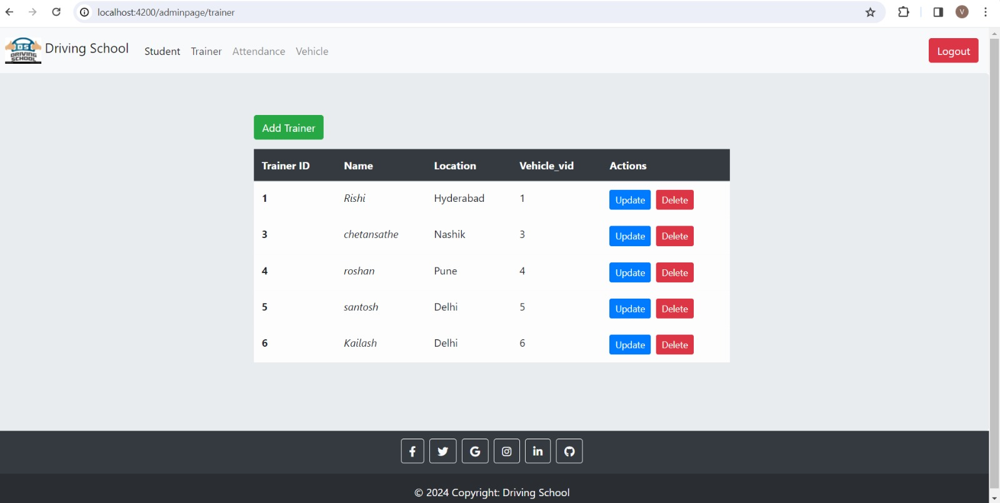 localhost:4200/adminpage/trainer
V
DS
DRIVING
SCHOOL
Driving School Student Trainer Attendance Vehicle Logout
Add Trainer
Trainer ID Name Location Vehicle_vid Actions
1 Rishi Hyderabad 1 Update Delete
3 chetansathe Nashik 3 Update Delete
4 roshan Pune 4 Update Delete
5 santosh Delhi 5 Update Delete
6 Kailash Delhi 6 Update Delete
© 2024 Copyright: Driving School